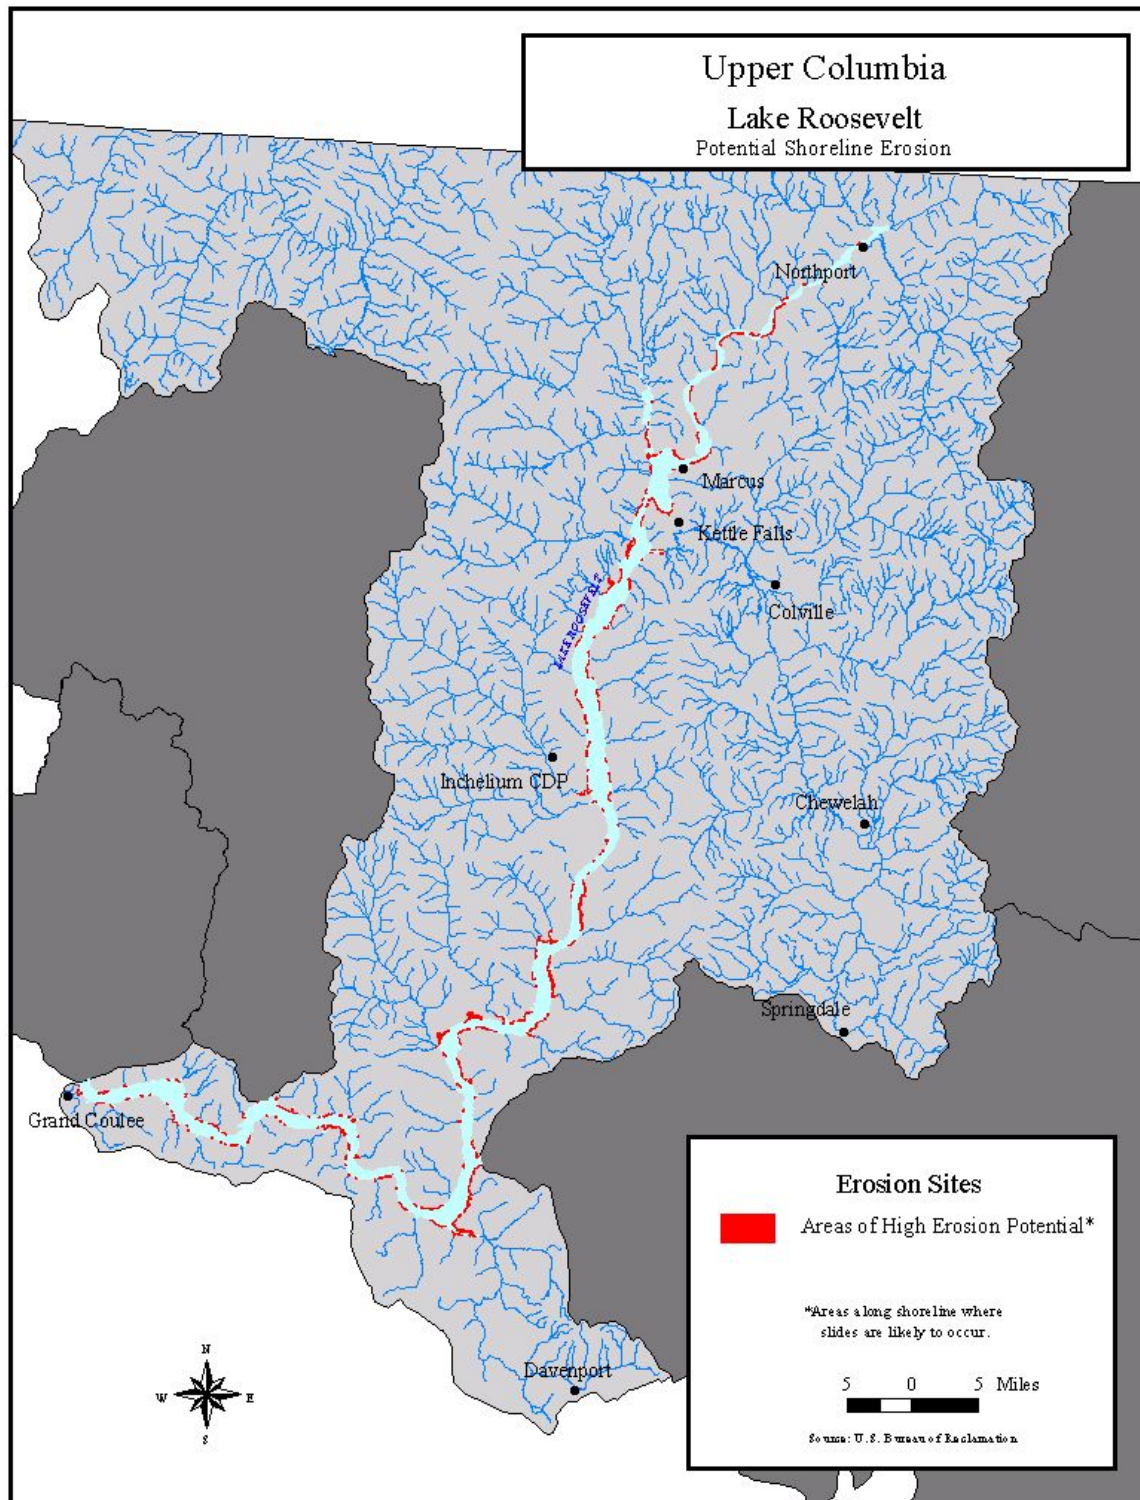 Upper Columbia
Lake Roosevelt
Potential Shoreline Erosion
Northport
Marcus
Kettle Falls
LAKE ROOSEVELT
Colville
Inchelium CDP
Chewelah
Springdale
Grand Coulee
Davenport
N
W E
S
Erosion Sites
Areas of High Erosion Potential*
*Areas along shoreline where
slides are likely to occur.
5 0 5 Miles
Source: U.S. Bureau of Reclamation